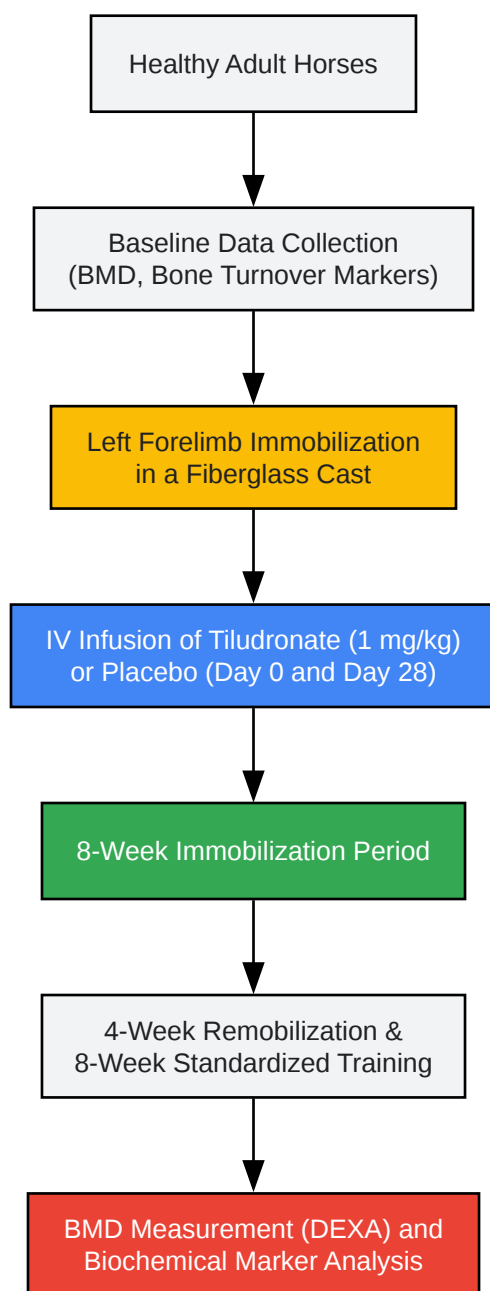 Healthy Adult Horses
Baseline Data Collection
(BMD, Bone Turnover Markers)
Left Forelimb Immobilization
in a Fiberglass Cast
IV Infusion of Tiludronate (1 mg/kg)
or Placebo (Day 0 and Day 28)
8-Week Immobilization Period
4-Week Remobilization &
8-Week Standardized Training
BMD Measurement (DEXA) and
Biochemical Marker Analysis